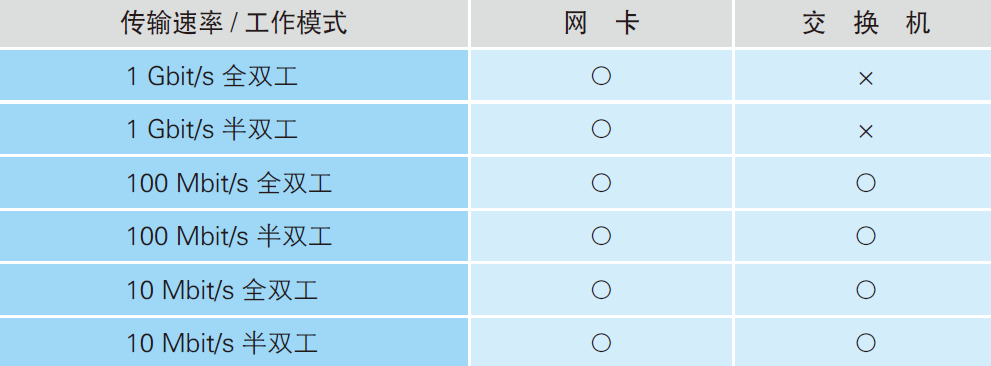 传输速率 / 工作模式 网 卡 交 换 机
1 Gbit/s 全双工 ○ ×
1 Gbit/s 半双工 ○ ×
100 Mbit/s 全双工 ○ ○
100 Mbit/s 半双工 ○ ○
10 Mbit/s 全双工 ○ ○
10 Mbit/s 半双工 ○ ○